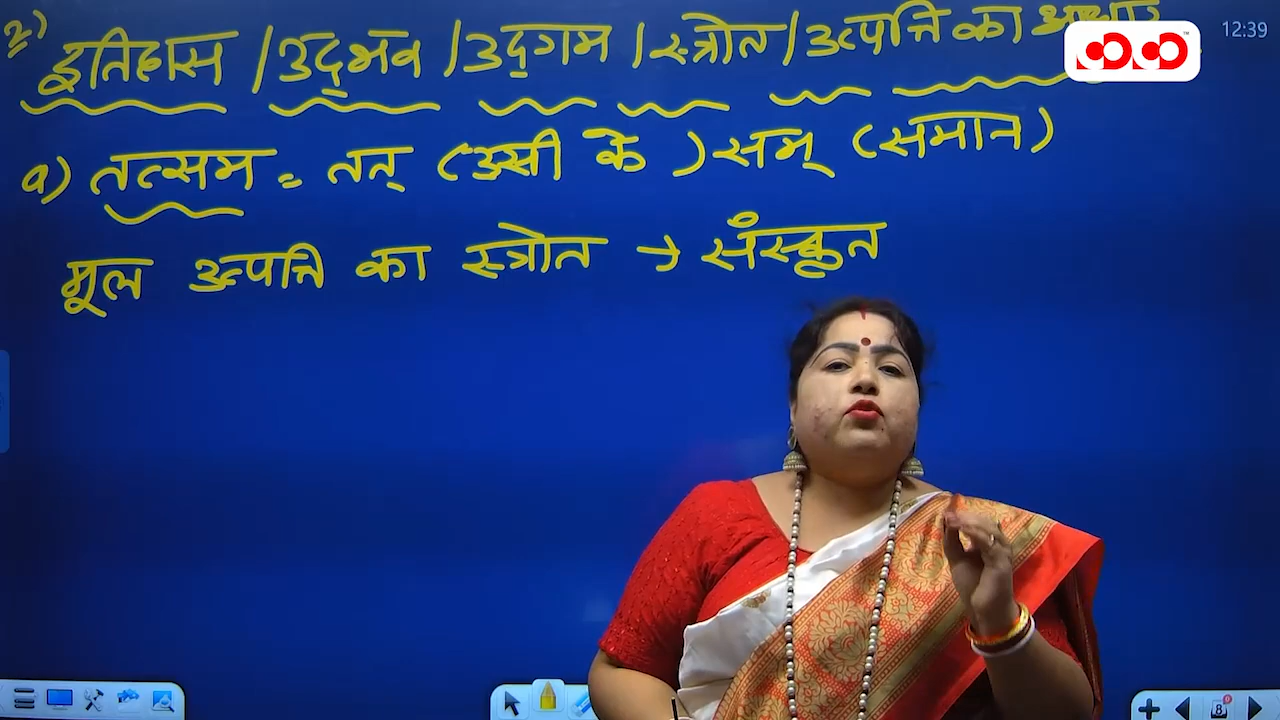 2) इतिहास / उद्भव / उद्गम / स्त्रोत / उत्पत्ति का आधार
12:39
a) तत्सम = तत् (उसी के) सम् (समान)
मूल उत्पत्ति का स्त्रोत → संस्कृत